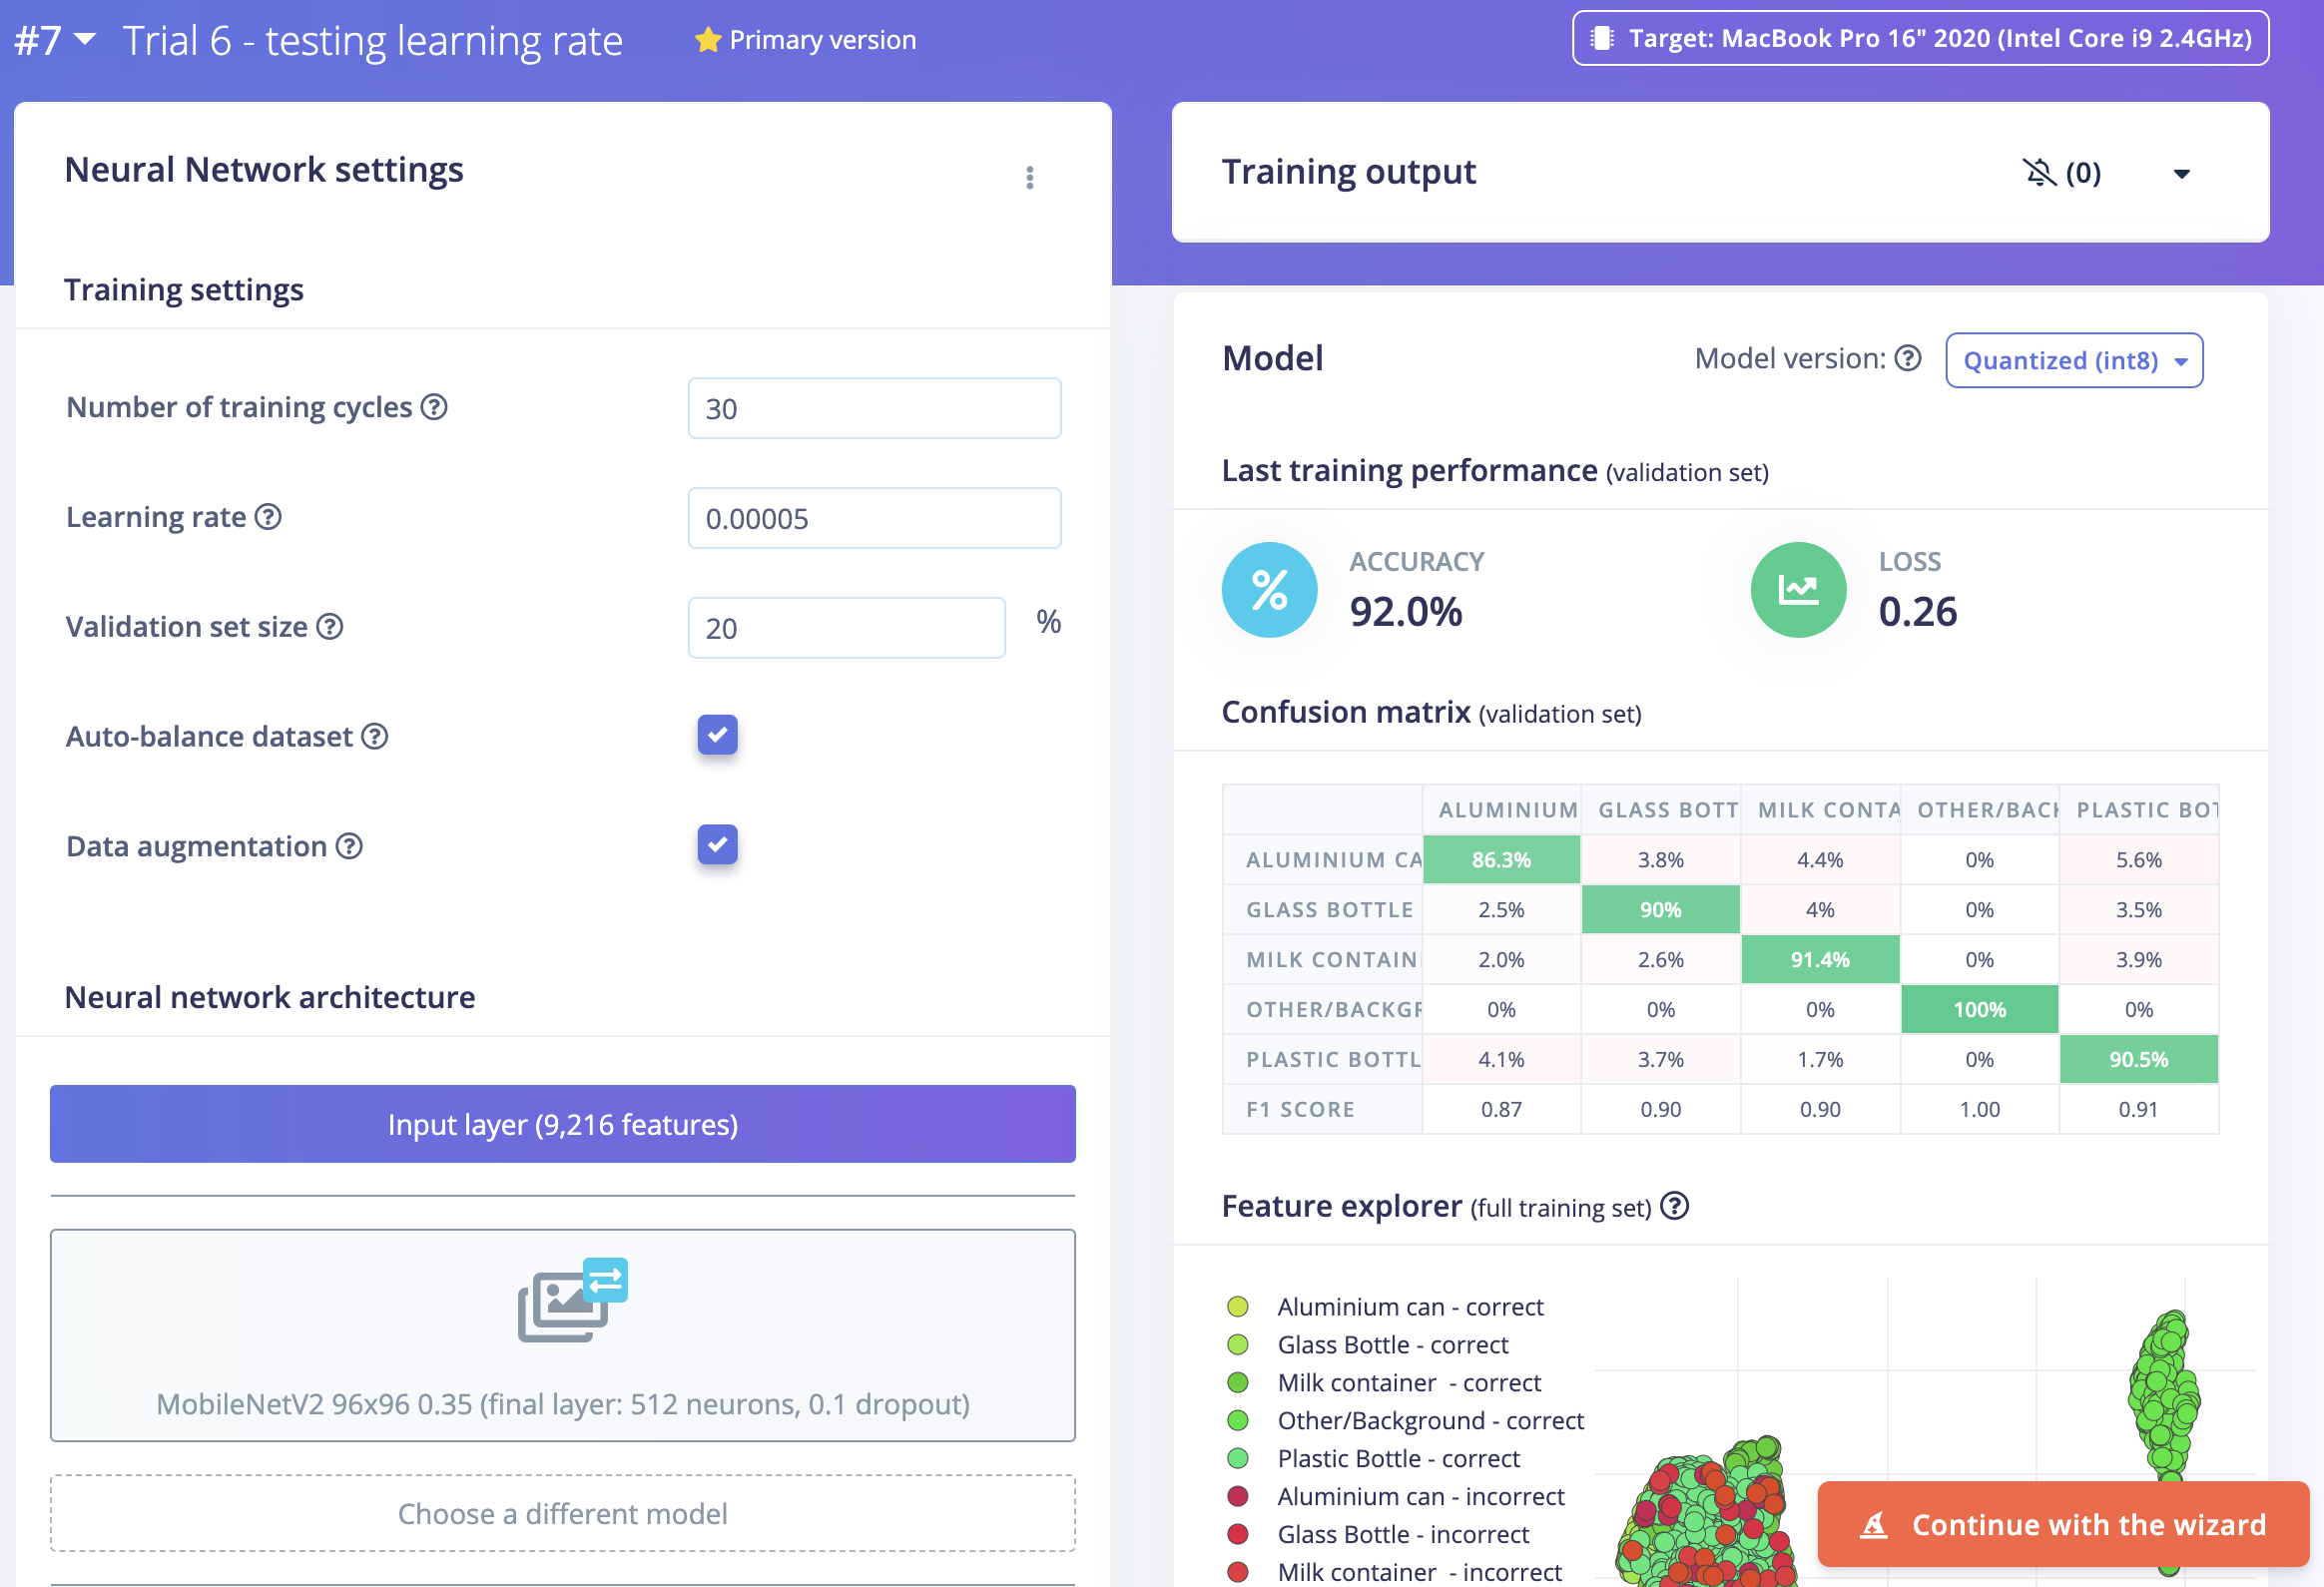 #7 Trial 6 - testing learning rate Primary version Target: MacBook Pro 16" 2020 (Intel Core i9 2.4GHz)
Neural Network settings
Training settings
Number of training cycles ? 30
Learning rate ? 0.00005
Validation set size ? 20 %
Auto-balance dataset ?
Data augmentation ?
Neural network architecture
Input layer (9,216 features)
MobileNetV2 96x96 0.35 (final layer: 512 neurons, 0.1 dropout)
Choose a different model
Training output (0)
Model Model version: ? Quantized (int8)
Last training performance (validation set)
% ACCURACY 92.0%
LOSS 0.26
Confusion matrix (validation set)
ALUMINIUM GLASS BOTT MILK CONTA OTHER/BACK PLASTIC BOT
ALUMINIUM CA 86.3% 3.8% 4.4% 0% 5.6%
GLASS BOTTLE 2.5% 90% 4% 0% 3.5%
MILK CONTAIN 2.0% 2.6% 91.4% 0% 3.9%
OTHER/BACKGR 0% 0% 0% 100% 0%
PLASTIC BOTTL 4.1% 3.7% 1.7% 0% 90.5%
F1 SCORE 0.87 0.90 0.90 1.00 0.91
Feature explorer (full training set) ?
Aluminium can - correct
Glass Bottle - correct
Milk container - correct
Other/Background - correct
Plastic Bottle - correct
Aluminium can - incorrect
Glass Bottle - incorrect
Milk container - incorrect
Continue with the wizard